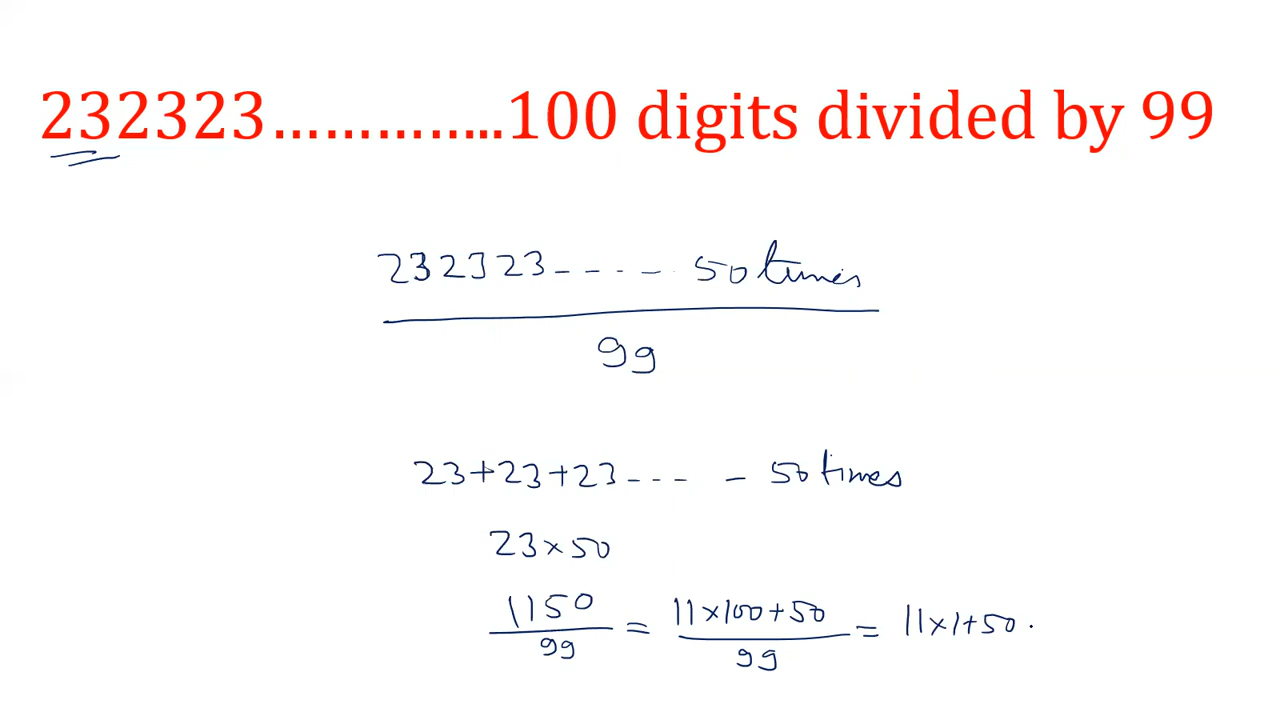 232323…………..100 digits divided by 99
232323----- 50 times
99
23+23+23--- - 50 times
23×50
1150/99 = 11×100+50/99 = 11×1+50